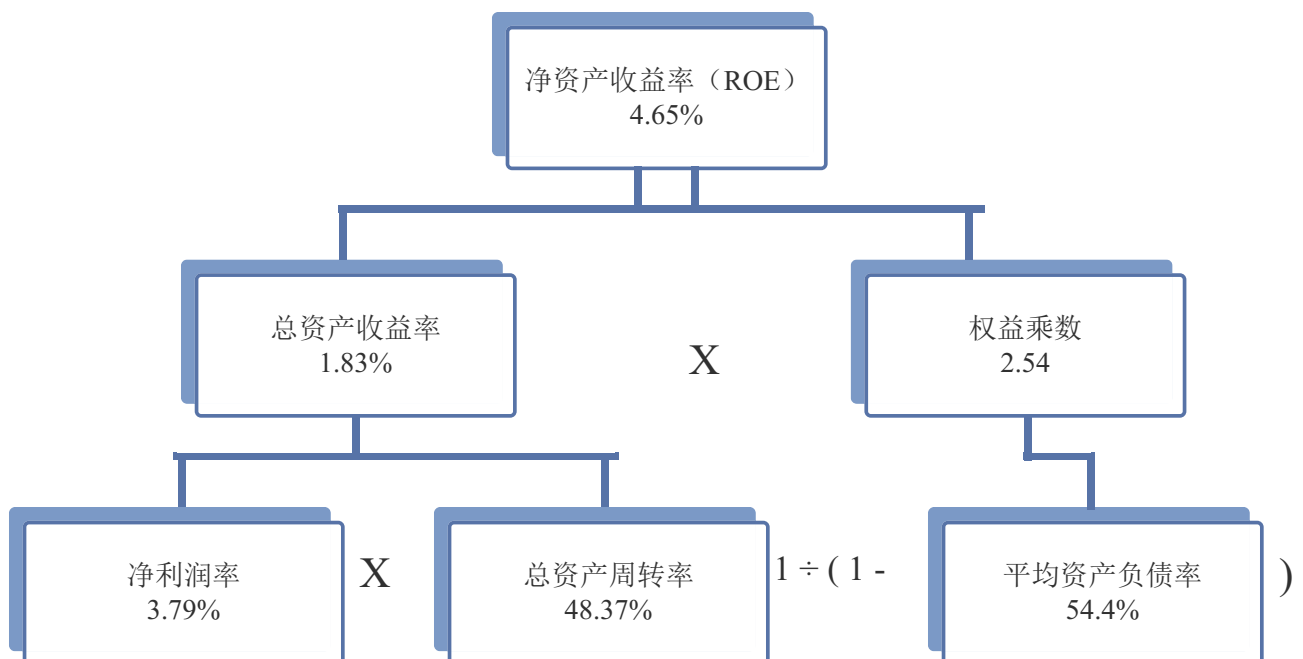 净资产收益率（ROE）
4.65%
总资产收益率
1.83%
X
权益乘数
2.54
净利润率
3.79%
X
总资产周转率
48.37%
1 ÷ ( 1 -
平均资产负债率
54.4%
)